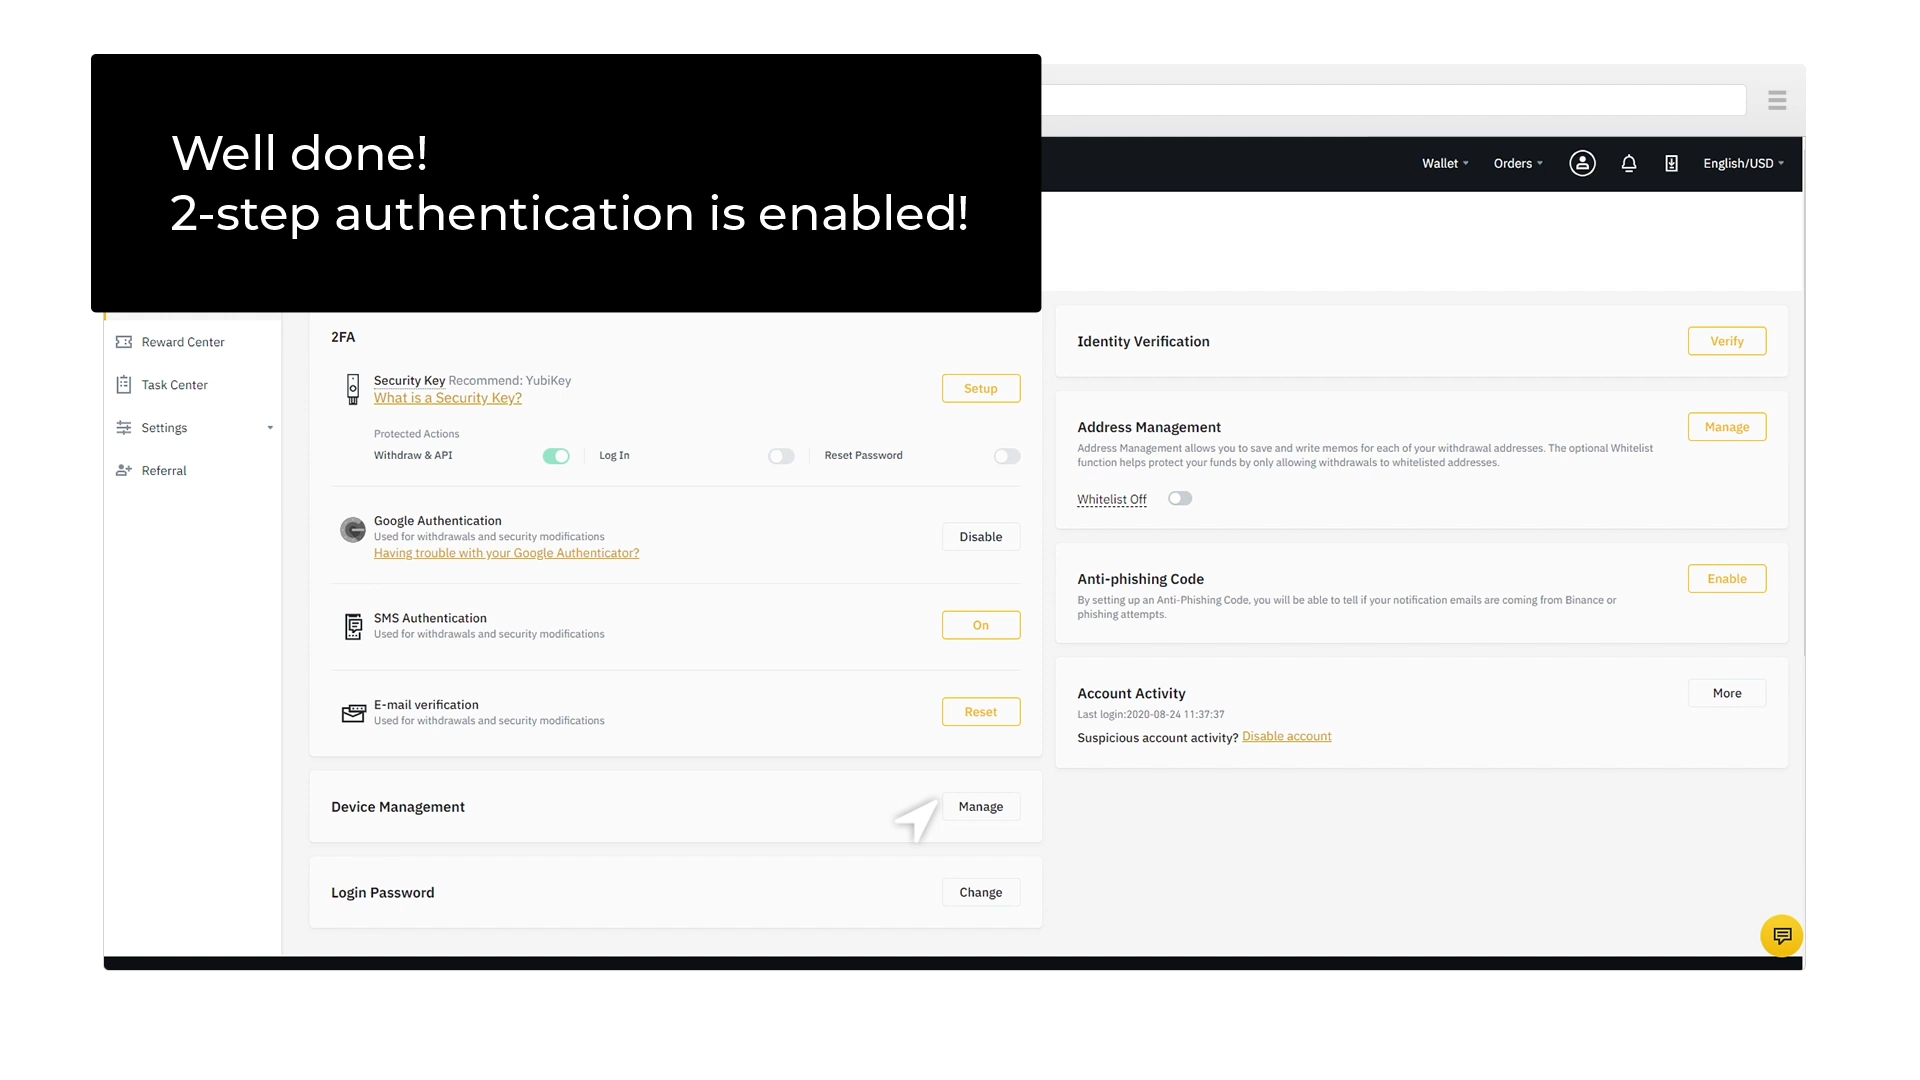 Well done!
2-step authentication is enabled!
Wallet
Orders
English/USD
Reward Center
Task Center
Settings
Referral
2FA
Security Key Recommend: YubiKey
What is a Security Key?
Setup
Protected Actions
Withdraw & API
Log In
Reset Password
Google Authentication
Used for withdrawals and security modifications
Having trouble with your Google Authenticator?
Disable
SMS Authentication
Used for withdrawals and security modifications
On
E-mail verification
Used for withdrawals and security modifications
Reset
Device Management
Manage
Login Password
Change
Identity Verification
Verify
Address Management
Manage
Address Management allows you to save and write memos for each of your withdrawal addresses. The optional Whitelist
function helps protect your funds by only allowing withdrawals to whitelisted addresses.
Whitelist Off
Anti-phishing Code
Enable
By setting up an Anti-Phishing Code, you will be able to tell if your notification emails are coming from Binance or
phishing attempts.
Account Activity
More
Last login:2020-08-24 11:37:37
Suspicious account activity? Disable account